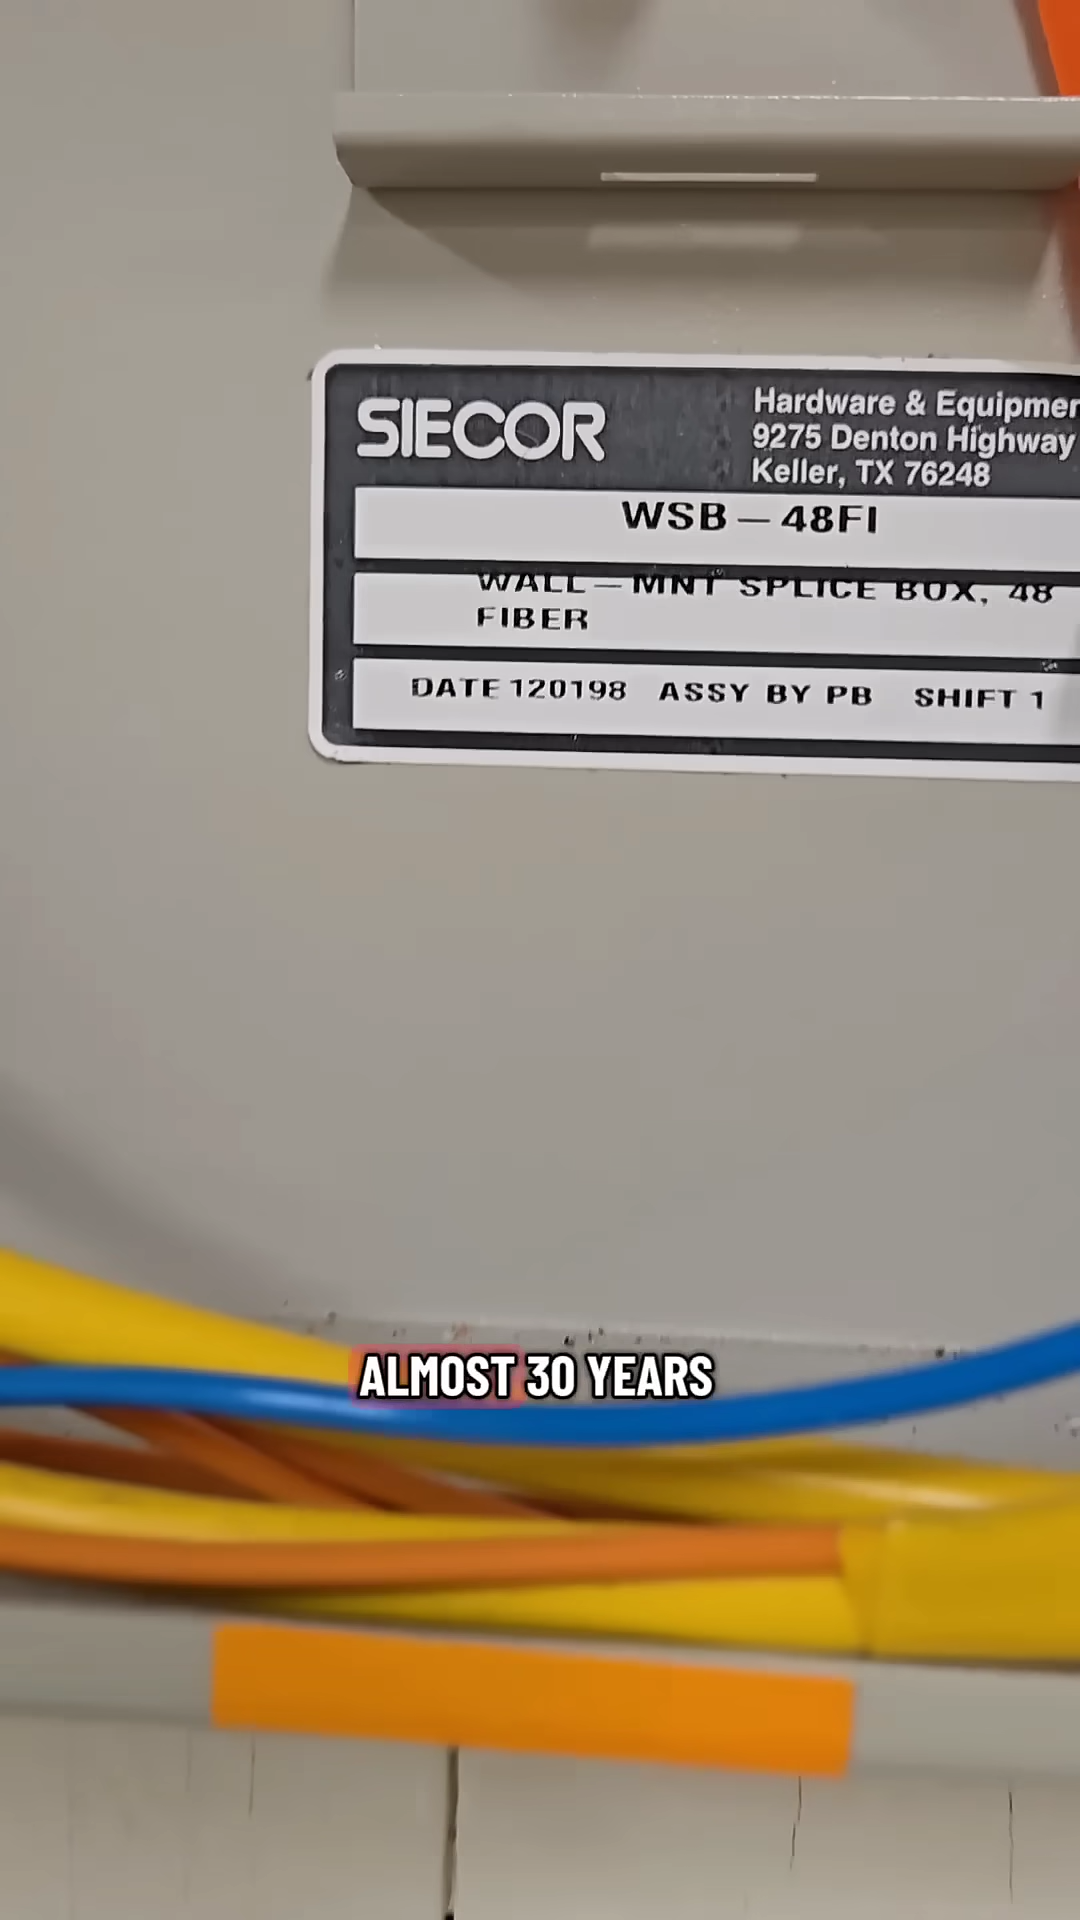 SIECOR
Hardware & Equipmen
9275 Denton Highway
Keller, TX 76248
WSB-48FI
WALL-MNT SPLICE BOX, 48
FIBER
DATE 120198 ASSY BY PB SHIFT 1
ALMOST 30 YEARS